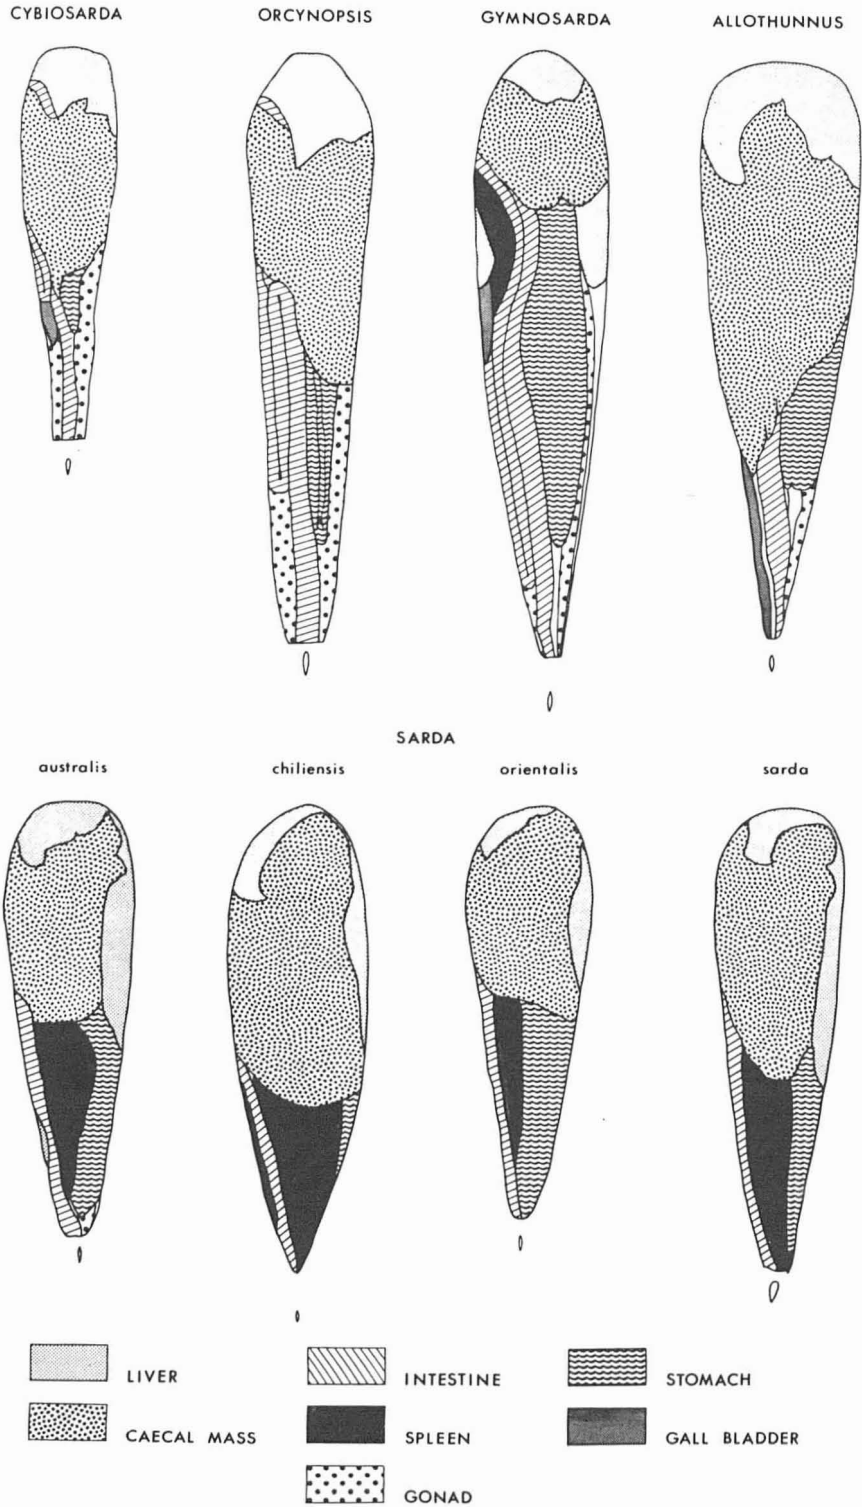 CYBIOSARDA ORCYNOPSIS GYMNOSARDA ALLOTHUNNUS
SARDA
australis chiliensis orientalis sarda
LIVER INTESTINE STOMACH
CAECAL MASS SPLEEN GALL BLADDER
GONAD